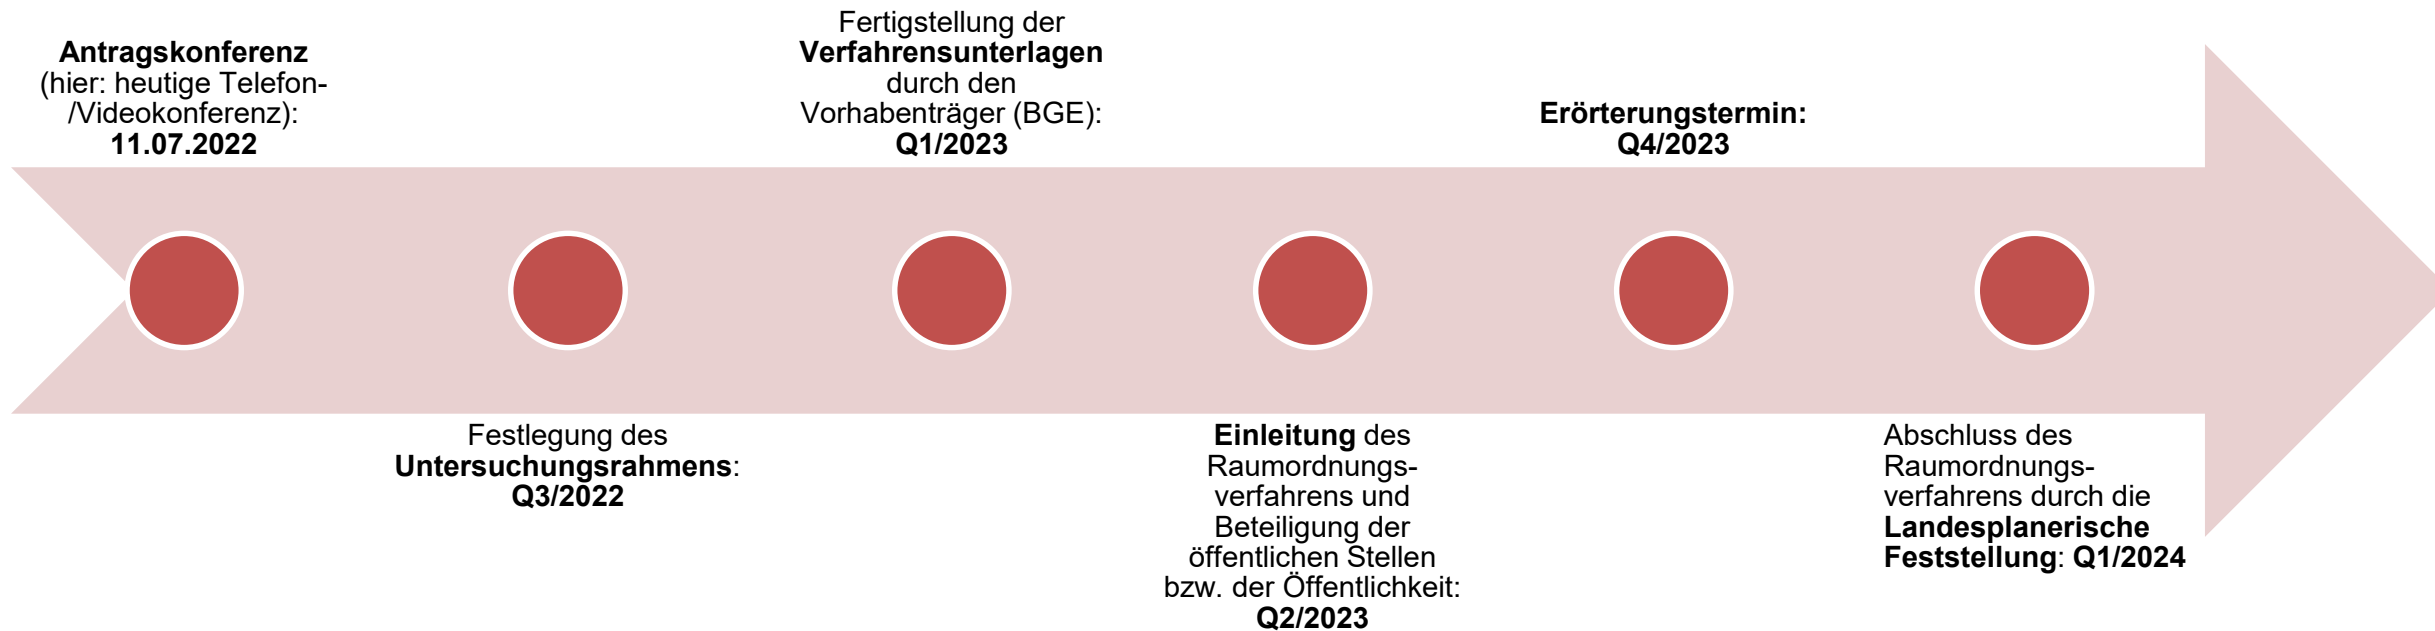 Antragskonferenz
(hier: heutige Telefon-
/Videokonferenz):
11.07.2022
Festlegung des
Untersuchungsrahmens:
Q3/2022
Fertigstellung der
Verfahrensunterlagen
durch den
Vorhabenträger (BGE):
Q1/2023
Einleitung des
Raumordnungs-
verfahrens und
Beteiligung der
öffentlichen Stellen
bzw. der Öffentlichkeit:
Q2/2023
Erörterungstermin:
Q4/2023
Abschluss des
Raumordnungs-
verfahrens durch die
Landesplanerische
Feststellung: Q1/2024